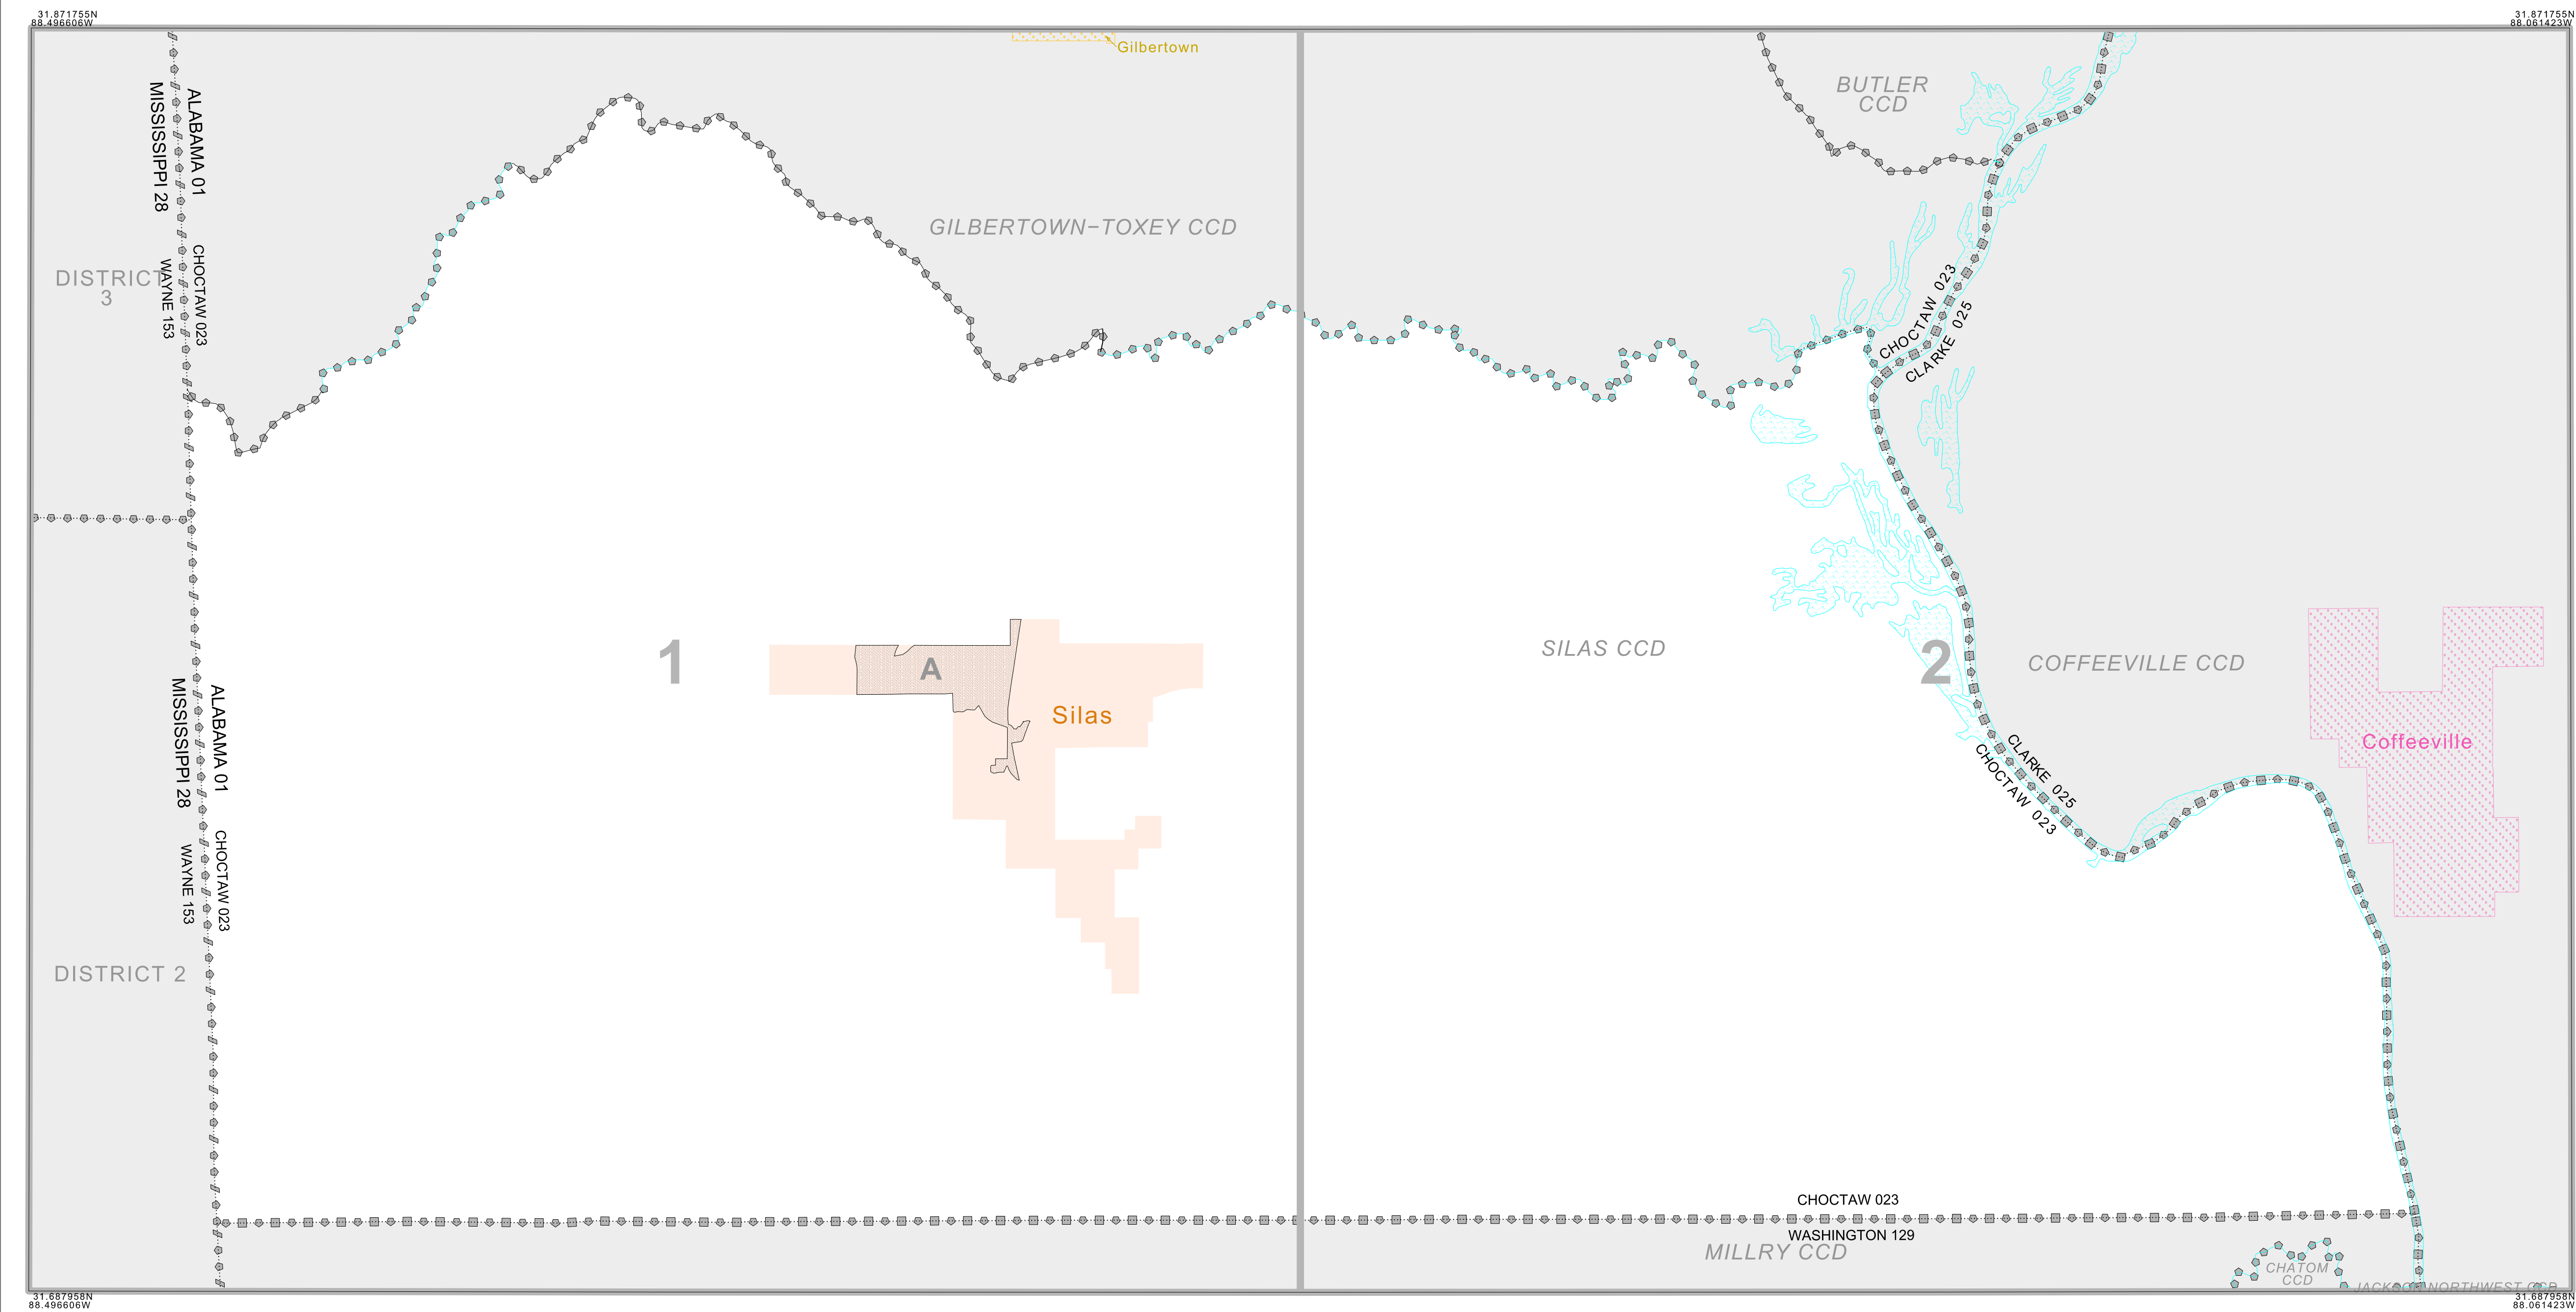 31.871755N
88.496606W
31.871755N
88.061423W
Gilbertown
BUTLER
CCD
ALABAMA 01
MISSISSIPPI 28
GILBERTOWN-TOXEY CCD
CHOCTAW 023
WAYNE 153
DISTRICT
3
CHOCTAW 023
CLARKE 025
1
A
SILAS CCD
2
COFFEEVILLE CCD
Silas
Coffeeville
ALABAMA 01
MISSISSIPPI 28
CLARKE 025
CHOCTAW 023
CHOCTAW 023
WAYNE 153
DISTRICT 2
CHOCTAW 023
WASHINGTON 129
MILLRY CCD
CHATOM
CCD
JACKSON NORTHWEST CCD
31.687958N
88.496606W
31.687958N
88.061423W